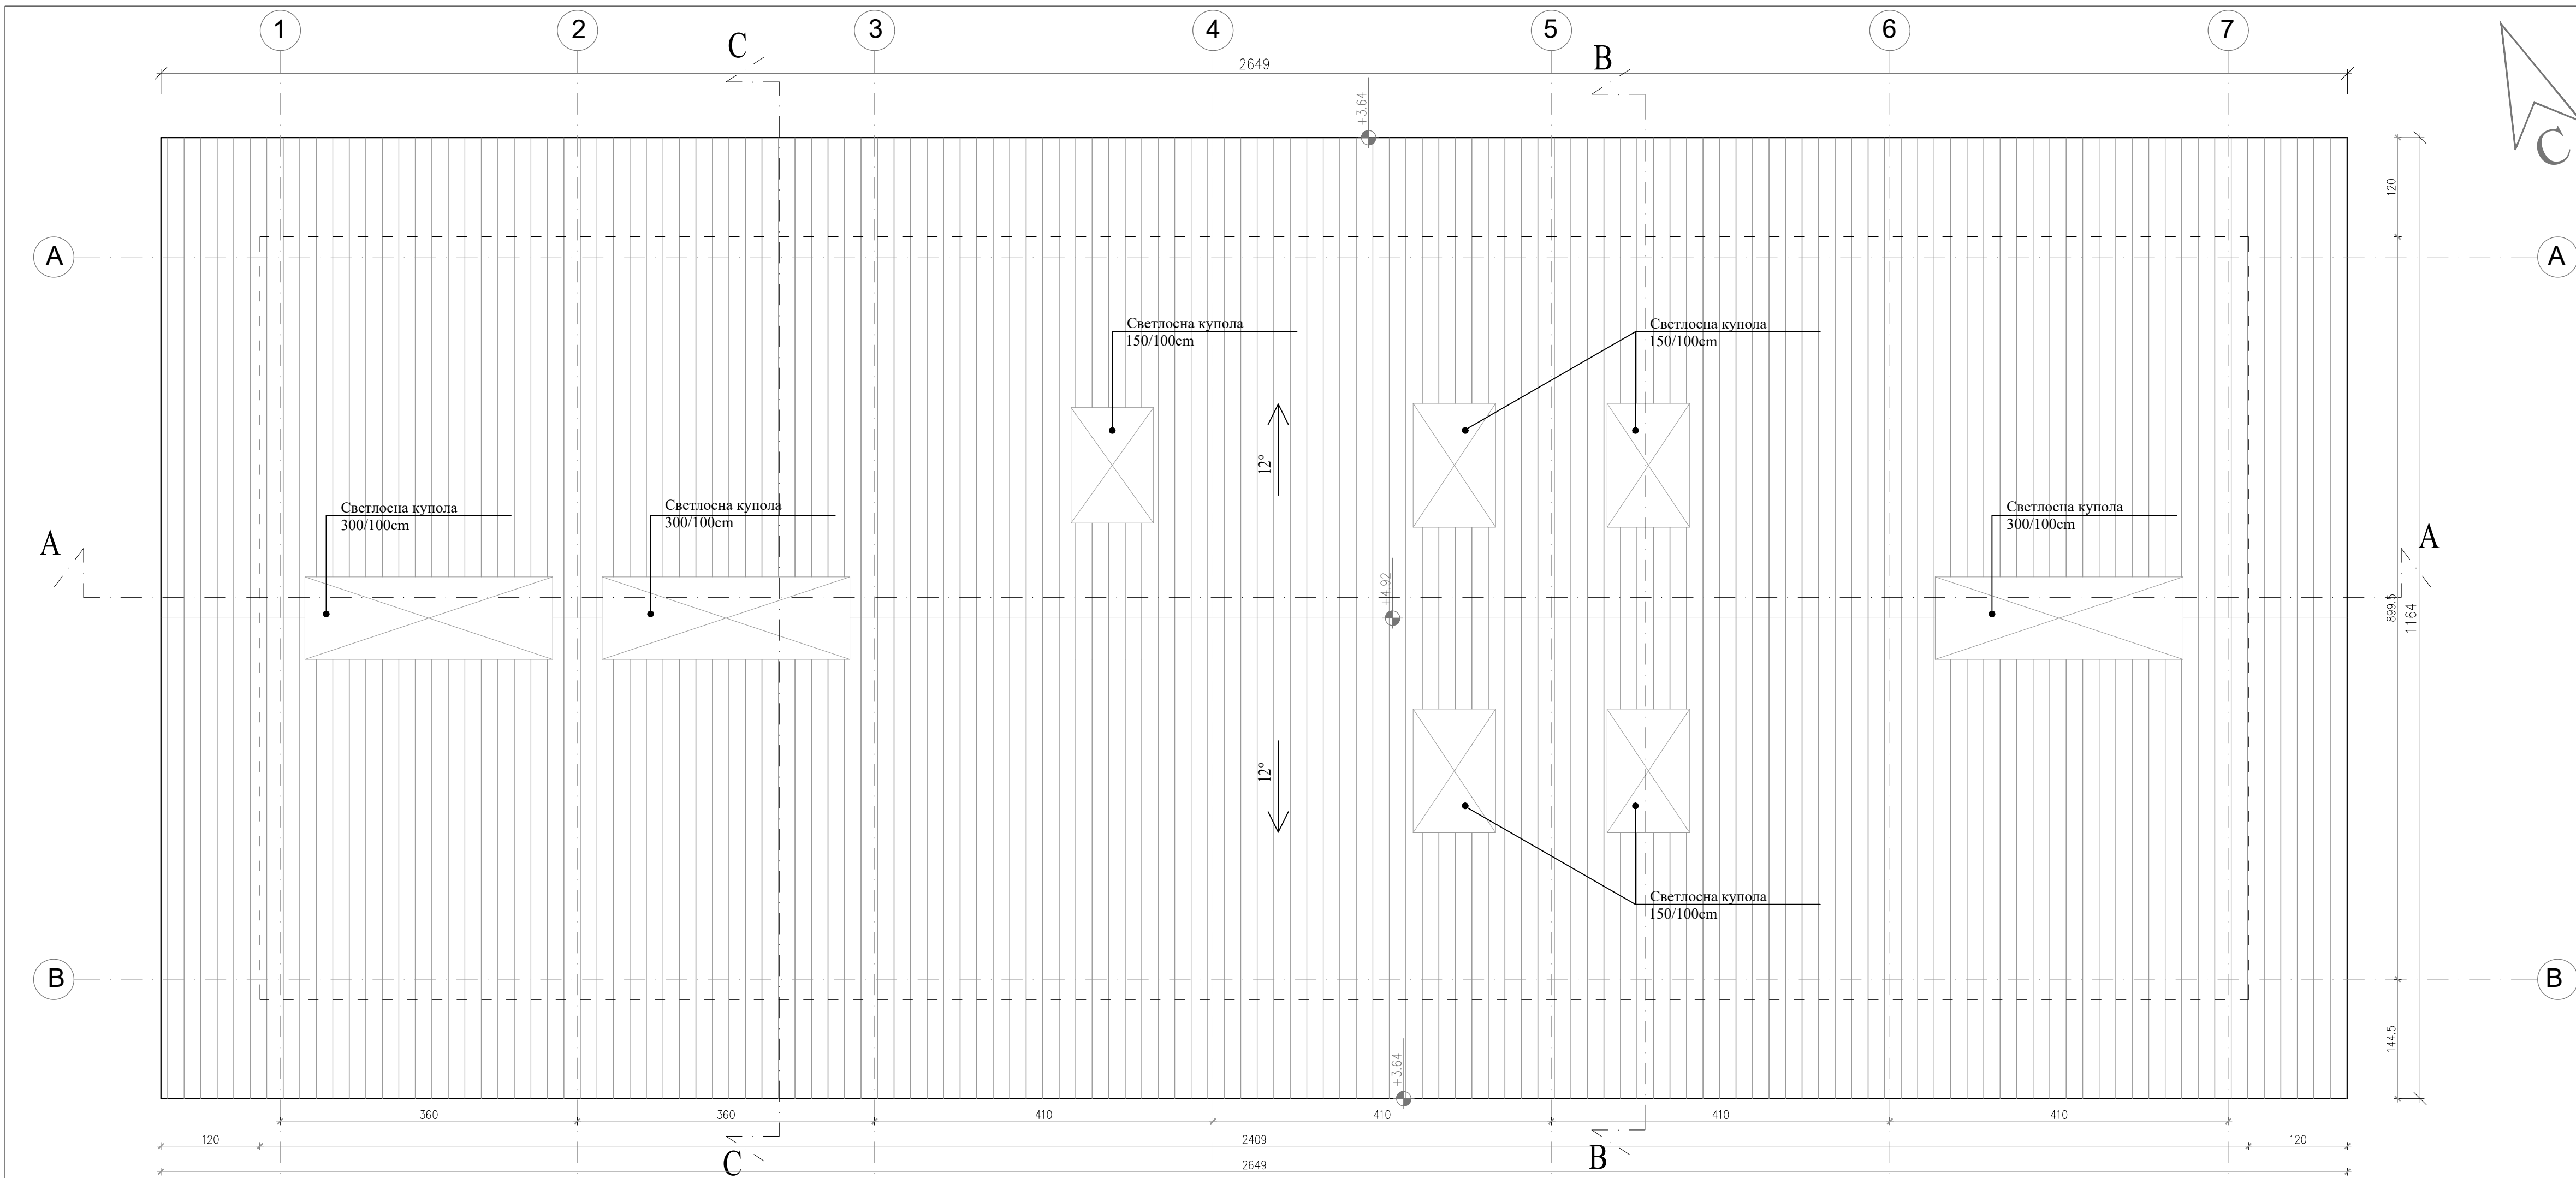 1 2 3 4 5 6 7
C
B
2649
+3.64
C
120
A A
Светлосна купола
150/100cm
Светлосна купола
150/100cm
12°
Светлосна купола
300/100cm
Светлосна купола
300/100cm
Светлосна купола
300/100cm
A A
+4.92
899.5
1164
12°
Светлосна купола
150/100cm
B B
144.5
+3.64
360 360 410 410 410 410
120 2409 120
C B
2649